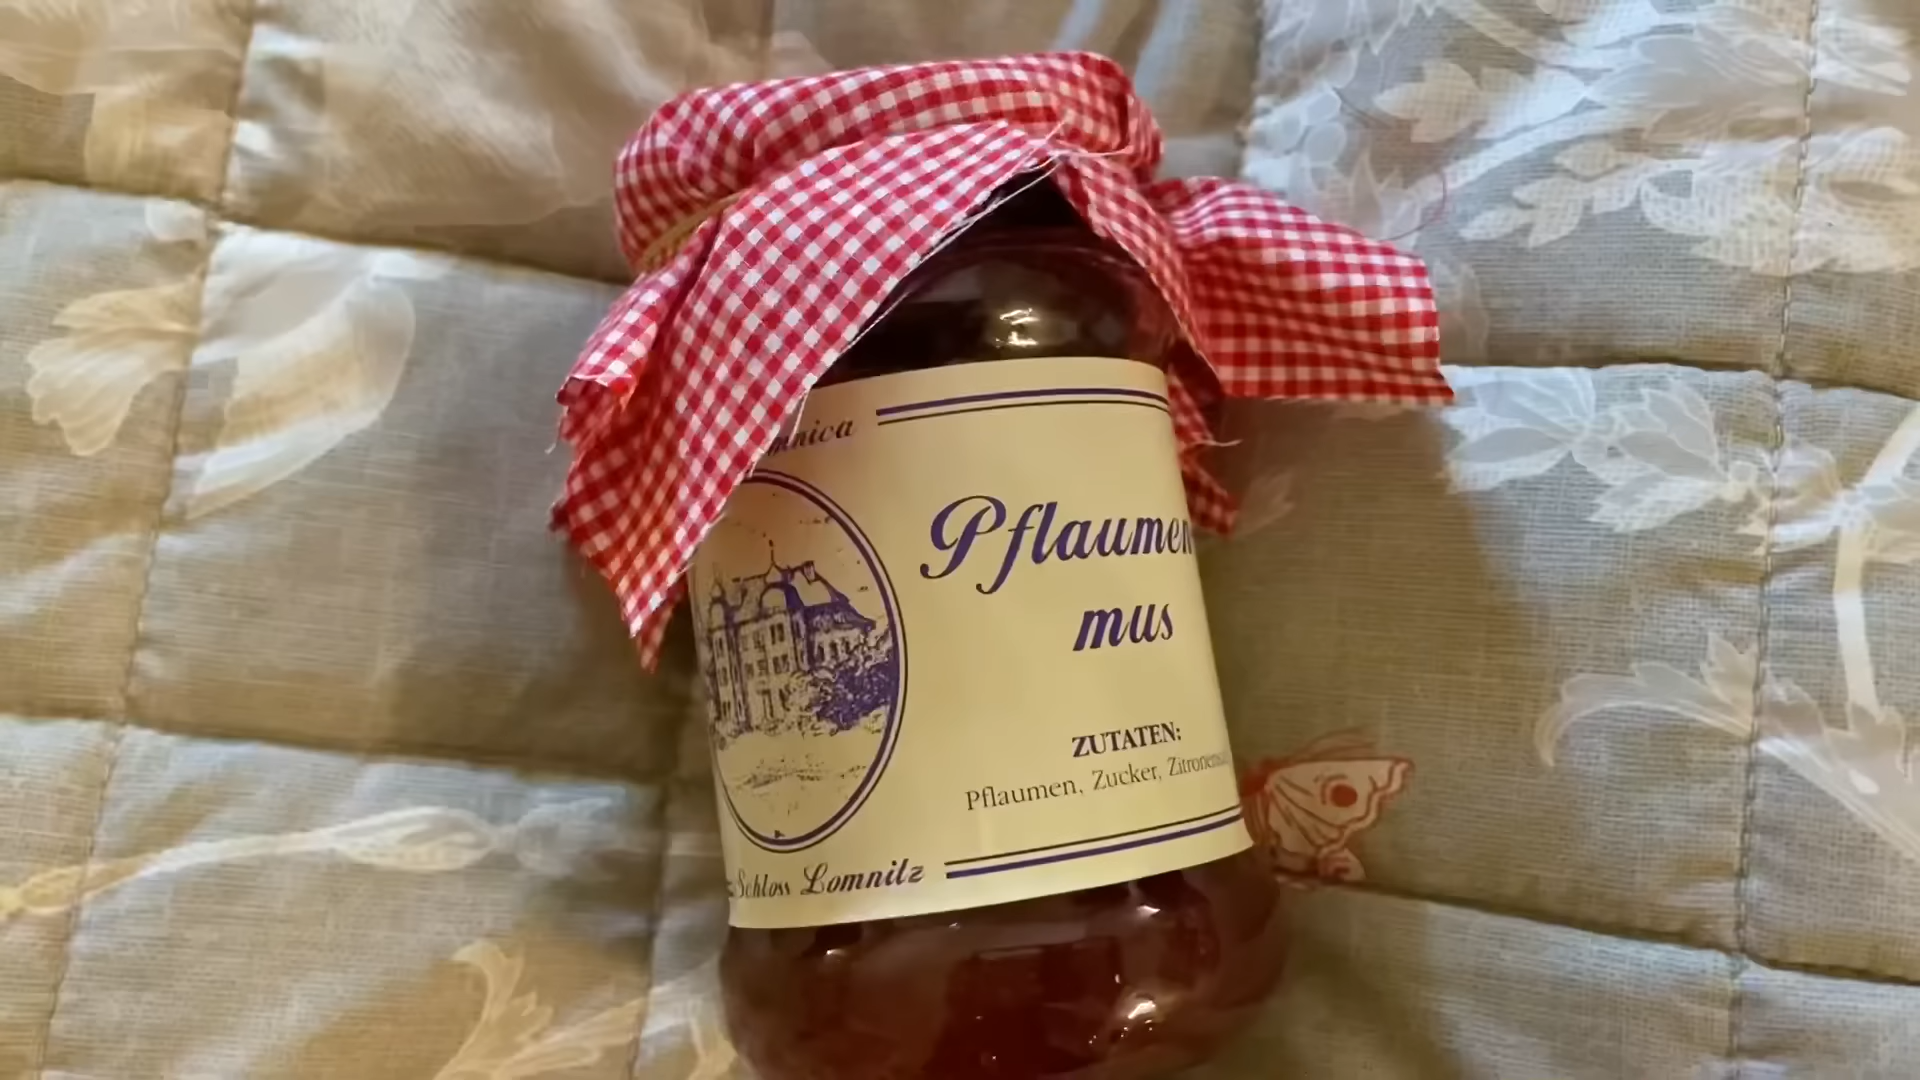 Pflaumen
mus
ZUTATEN:
Pflaumen, Zucker,
Schloss Lomnitz